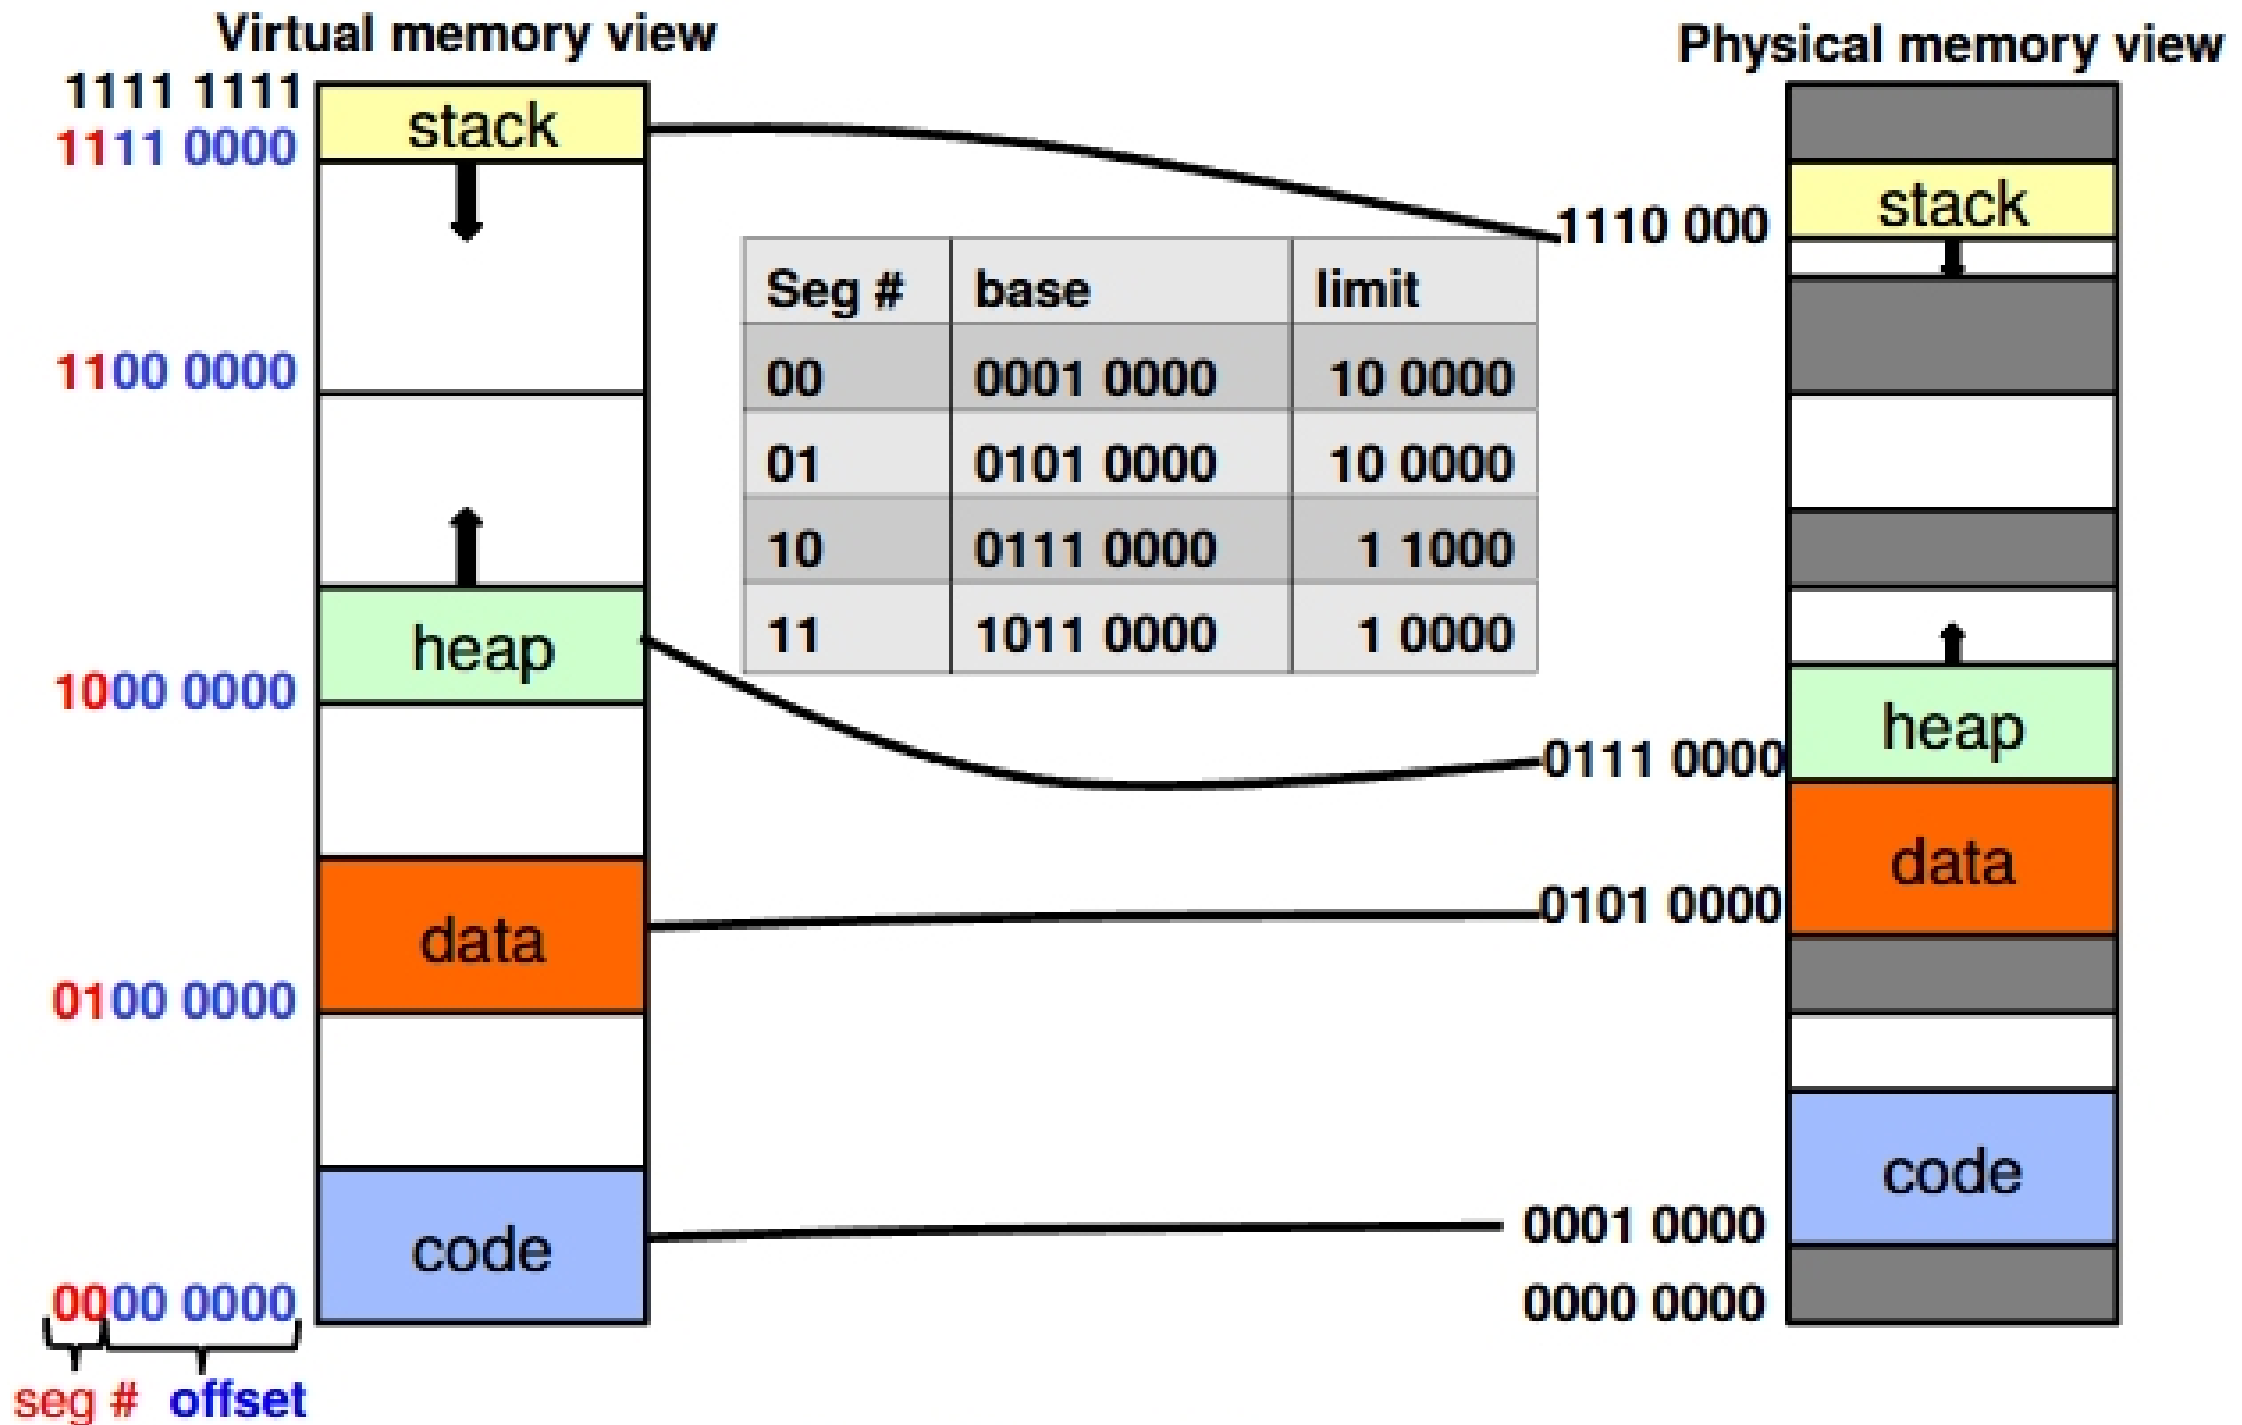 Virtual memory view
1111 1111
stack
1111 0000
1100 0000
heap
1000 0000
data
0100 0000
code
0000 0000
seg # offset
Seg # base limit
00 0001 0000 10 0000
01 0101 0000 10 0000
10 0111 0000 1 1000
11 1011 0000 1 0000
Physical memory view
1110 000
stack
heap
0111 0000
data
0101 0000
code
0001 0000
0000 0000